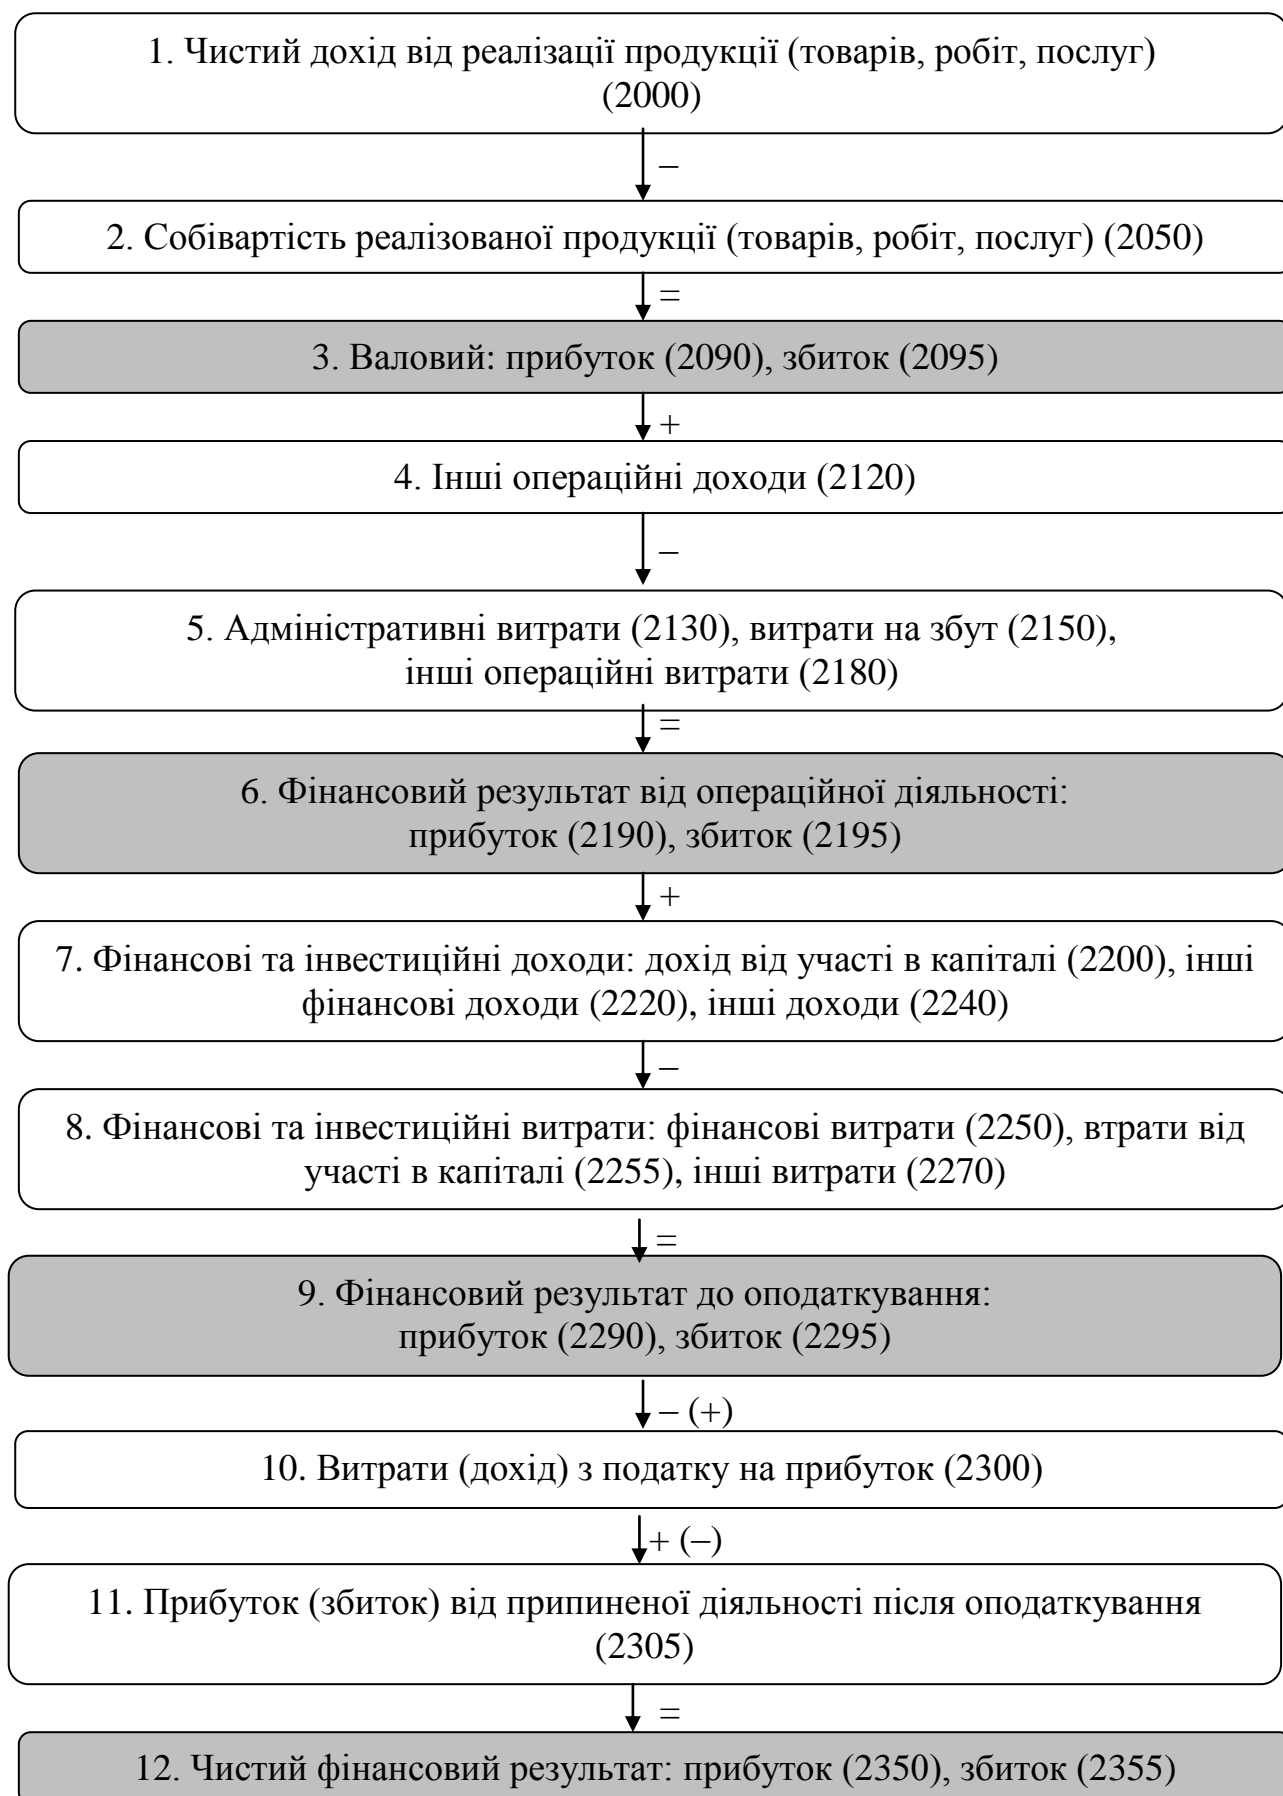 1. Чистий дохід від реалізації продукції (товарів, робіт, послуг)
(2000)
–
2. Собівартість реалізованої продукції (товарів, робіт, послуг) (2050)
=
3. Валовий: прибуток (2090), збиток (2095)
+
4. Інші операційні доходи (2120)
–
5. Адміністративні витрати (2130), витрати на збут (2150),
інші операційні витрати (2180)
=
6. Фінансовий результат від операційної діяльності:
прибуток (2190), збиток (2195)
+
7. Фінансові та інвестиційні доходи: дохід від участі в капіталі (2200), інші
фінансові доходи (2220), інші доходи (2240)
–
8. Фінансові та інвестиційні витрати: фінансові витрати (2250), втрати від
участі в капіталі (2255), інші витрати (2270)
=
9. Фінансовий результат до оподаткування:
прибуток (2290), збиток (2295)
– (+)
10. Витрати (дохід) з податку на прибуток (2300)
+ (–)
11. Прибуток (збиток) від припиненої діяльності після оподаткування
(2305)
=
12. Чистий фінансовий результат: прибуток (2350), збиток (2355)